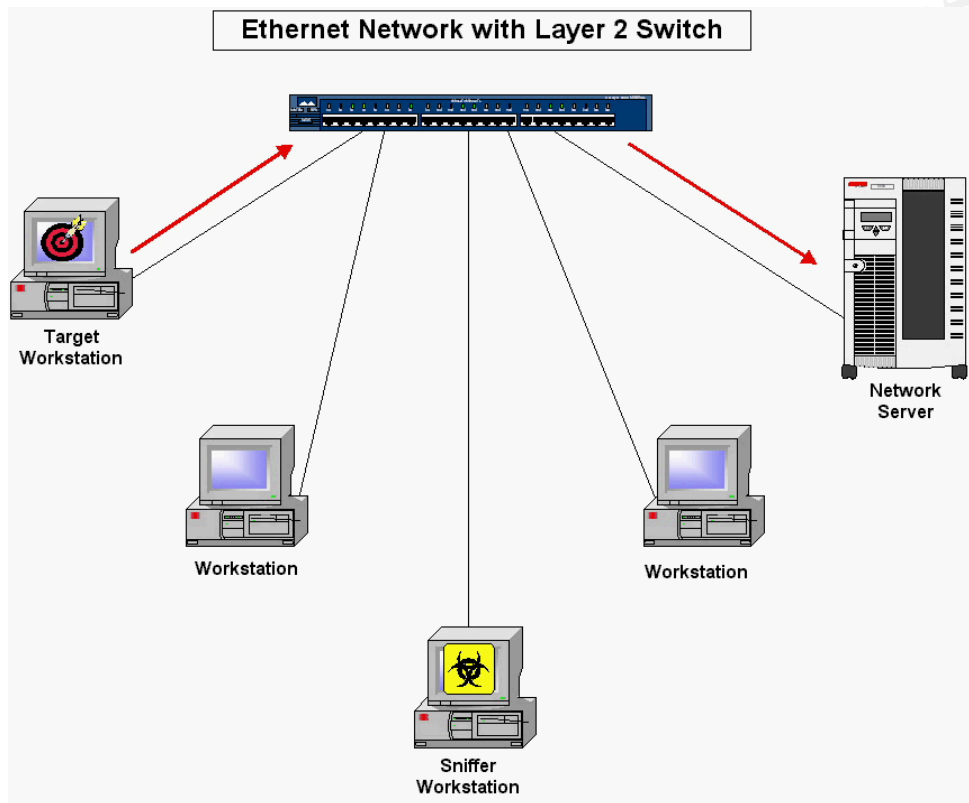 Ethernet Network with Layer 2 Switch
Target
Workstation
Network
Server
Workstation
Workstation
Sniffer
Workstation